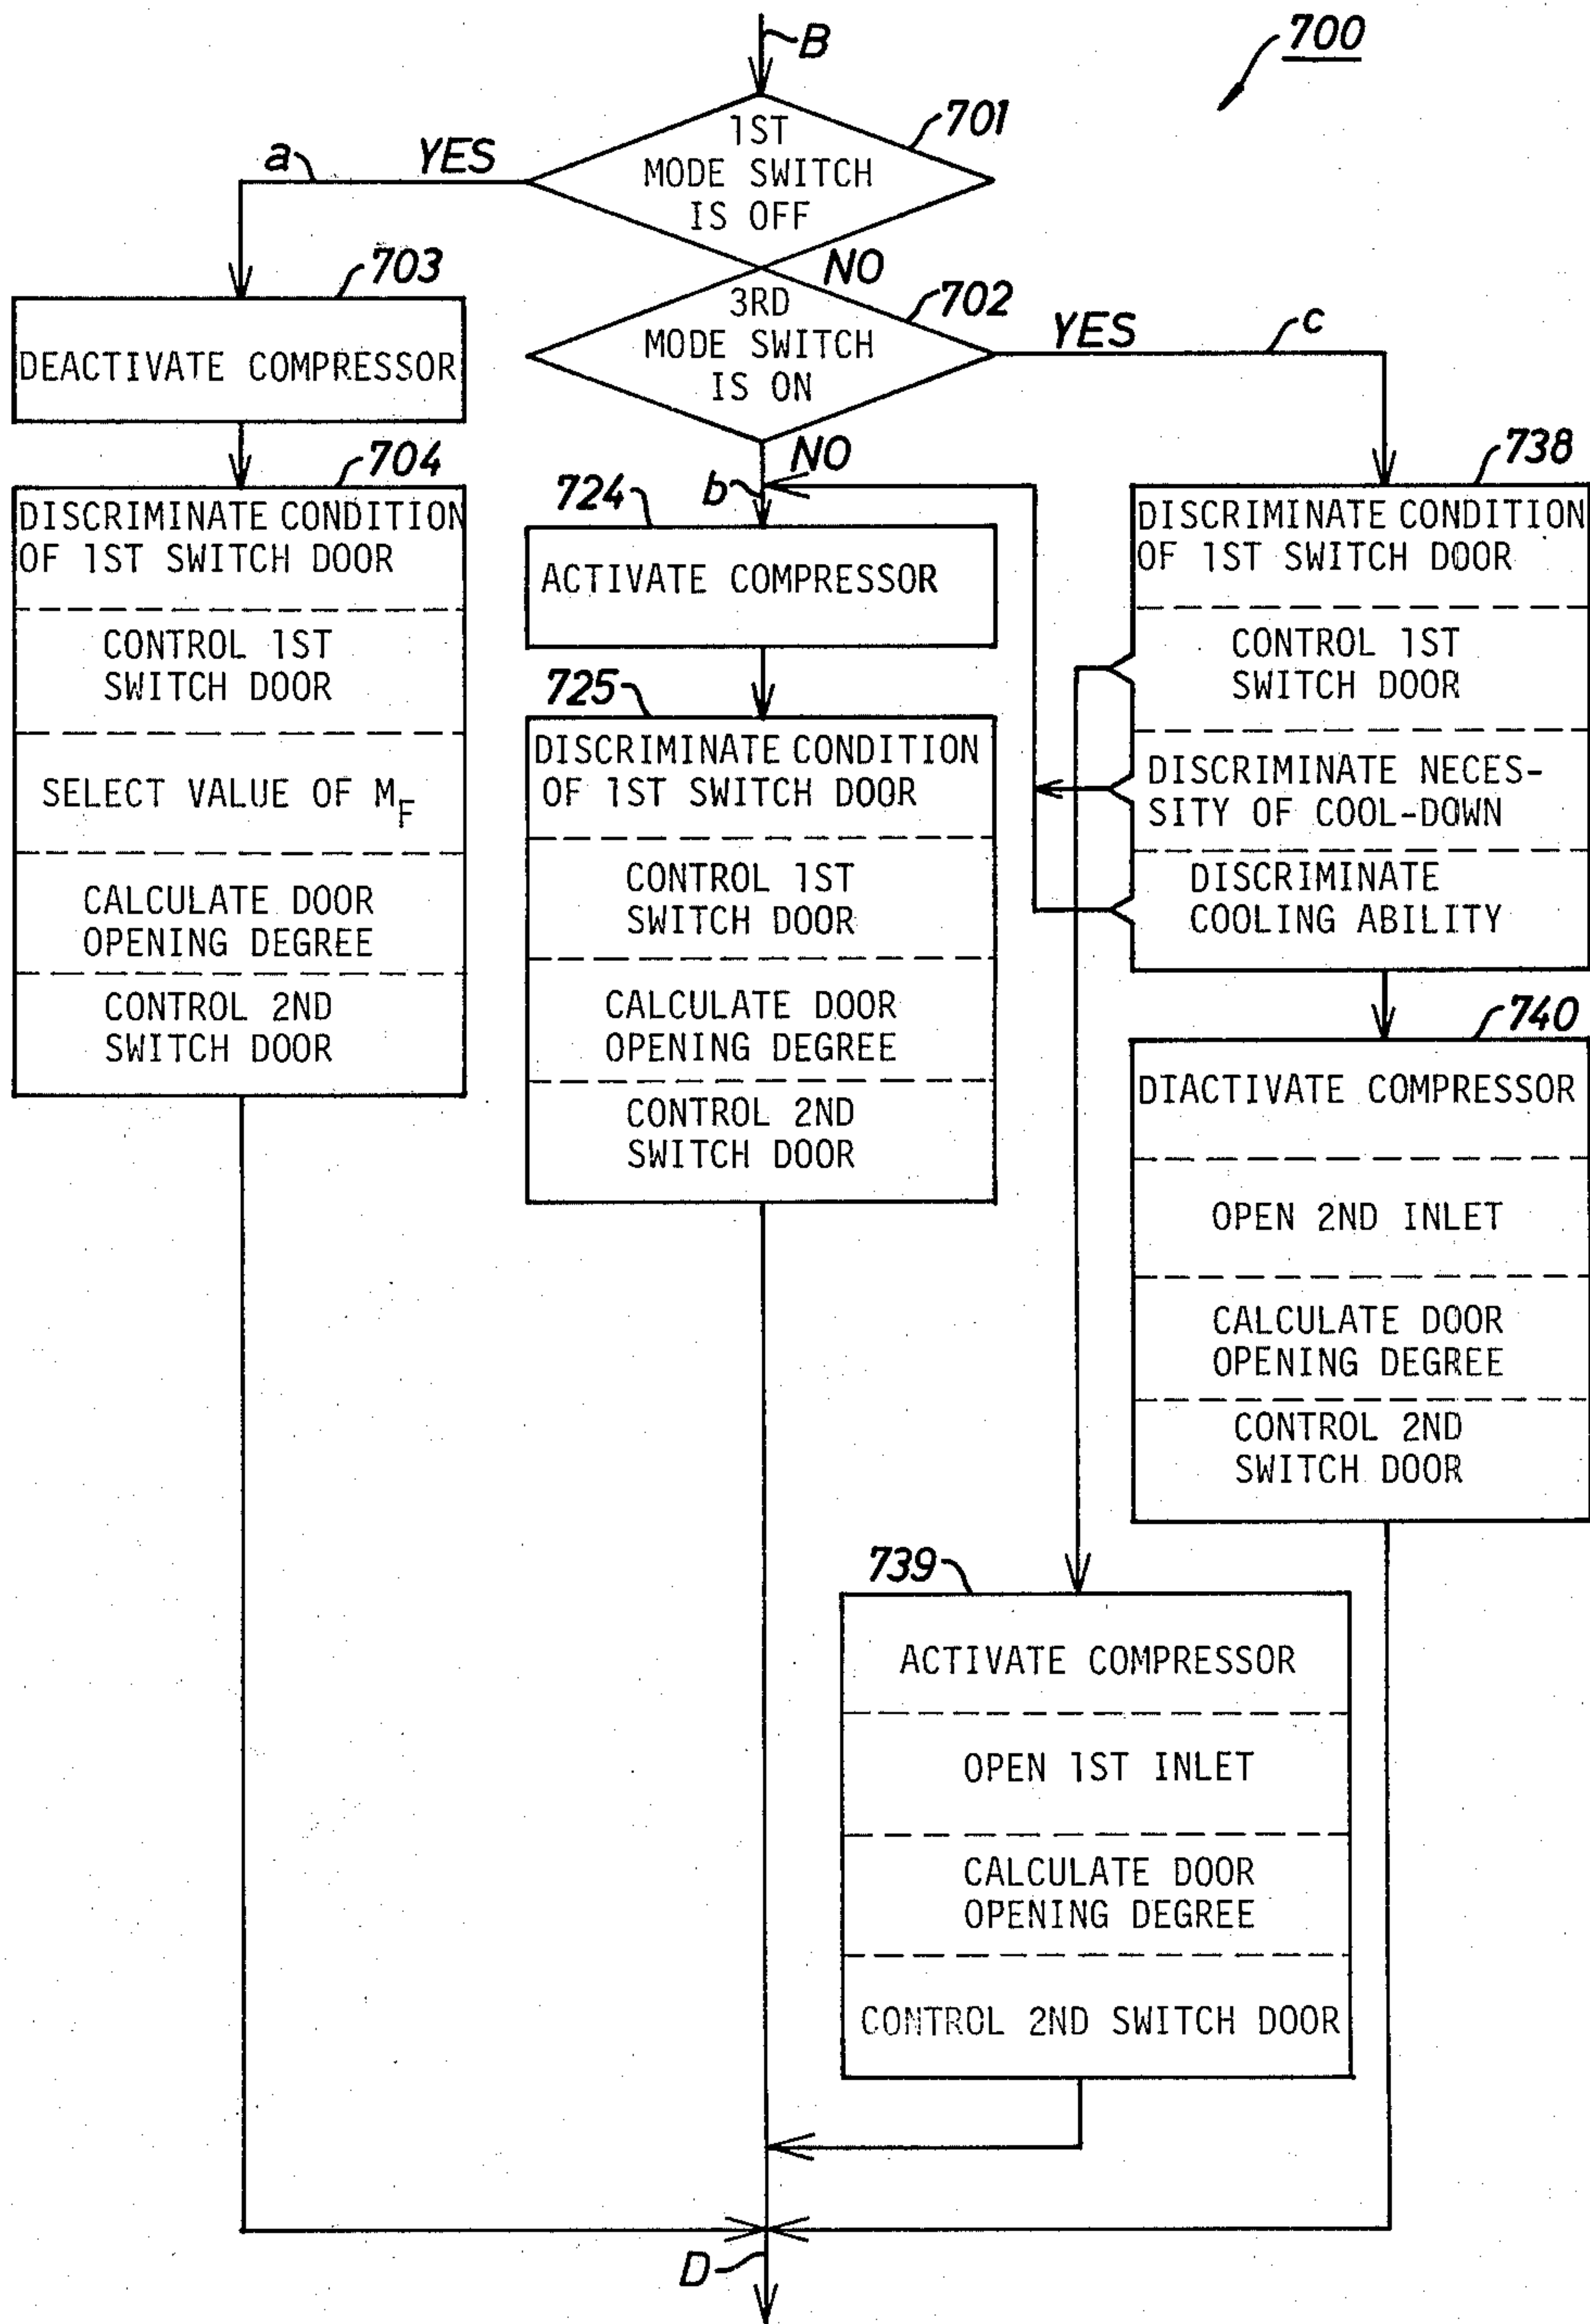 B
700
1ST
MODE SWITCH
IS OFF
701
a
YES
NO
703
DEACTIVATE COMPRESSOR
3RD
MODE SWITCH
IS ON
702
YES
c
NO
b
704
DISCRIMINATE CONDITION
OF 1ST SWITCH DOOR
CONTROL 1ST
SWITCH DOOR
SELECT VALUE OF MF
CALCULATE DOOR
OPENING DEGREE
CONTROL 2ND
SWITCH DOOR
724
ACTIVATE COMPRESSOR
725
DISCRIMINATE CONDITION
OF 1ST SWITCH DOOR
CONTROL 1ST
SWITCH DOOR
CALCULATE DOOR
OPENING DEGREE
CONTROL 2ND
SWITCH DOOR
738
DISCRIMINATE CONDITION
OF 1ST SWITCH DOOR
CONTROL 1ST
SWITCH DOOR
DISCRIMINATE NECES-
SITY OF COOL-DOWN
DISCRIMINATE
COOLING ABILITY
740
DIACTIVATE COMPRESSOR
OPEN 2ND INLET
CALCULATE DOOR
OPENING DEGREE
CONTROL 2ND
SWITCH DOOR
739
ACTIVATE COMPRESSOR
OPEN 1ST INLET
CALCULATE DOOR
OPENING DEGREE
CONTROL 2ND SWITCH DOOR
D